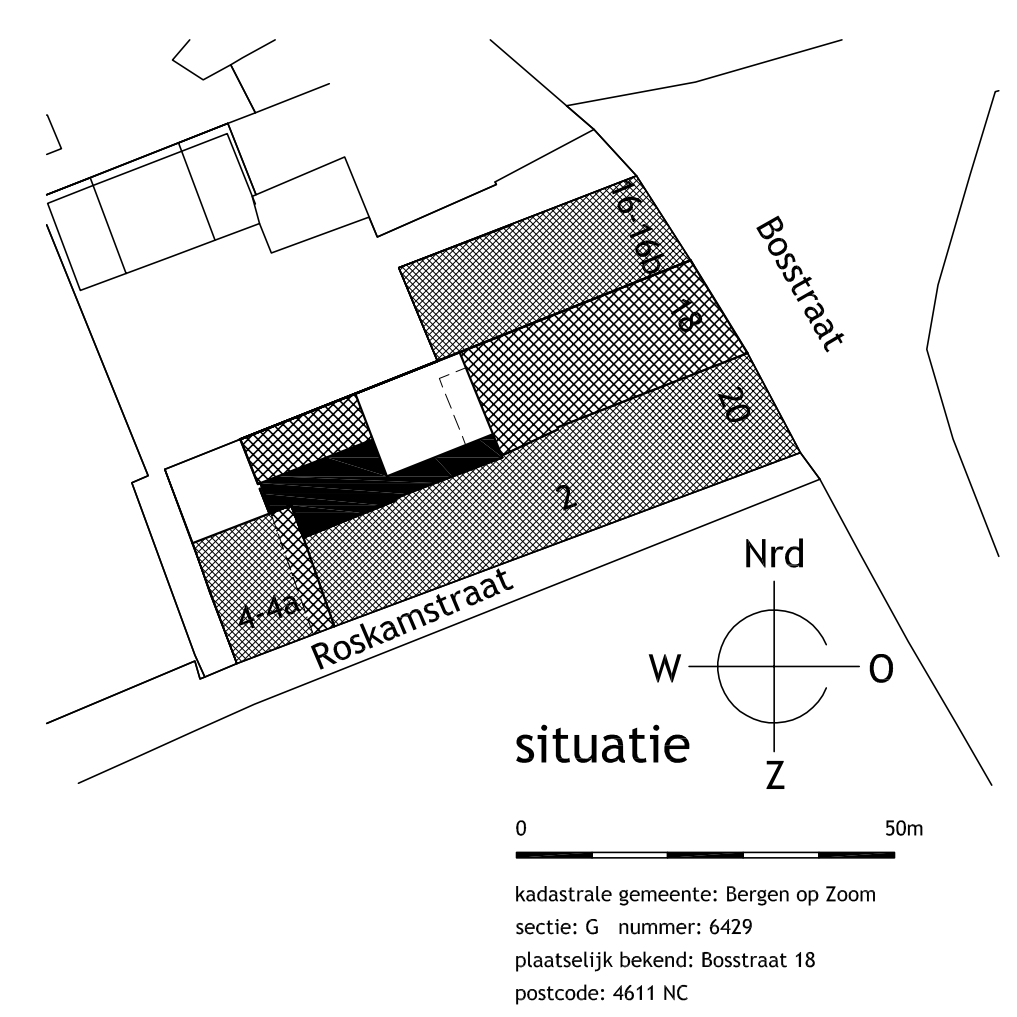 16-16b
18
Bosstraat
20
2
4-4a
Roskamstraat
Nrd
W
O
Z
situatie
0 50m
kadastrale gemeente: Bergen op Zoom
sectie: G nummer: 6429
plaatselijk bekend: Bosstraat 18
postcode: 4611 NC